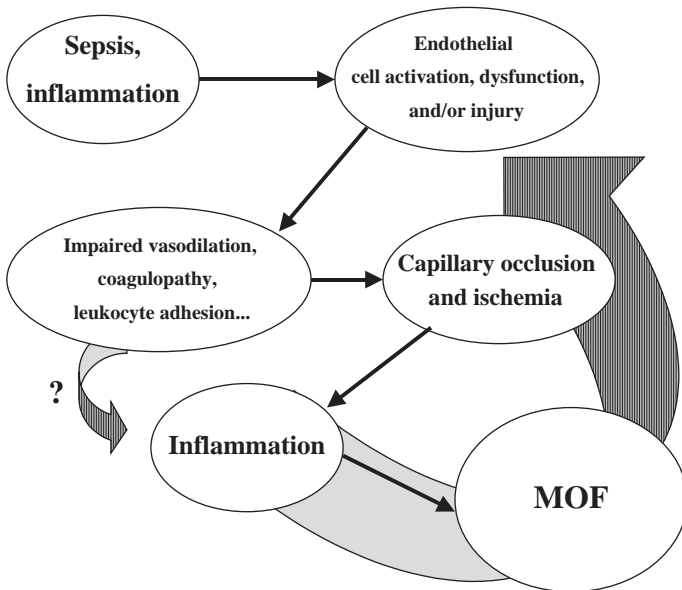 Sepsis,
inflammation
Endothelial
cell activation, dysfunction,
and/or injury
Impaired vasodilation,
coagulopathy,
leukocyte adhesion...
Capillary occlusion
and ischemia
?
Inflammation
MOF